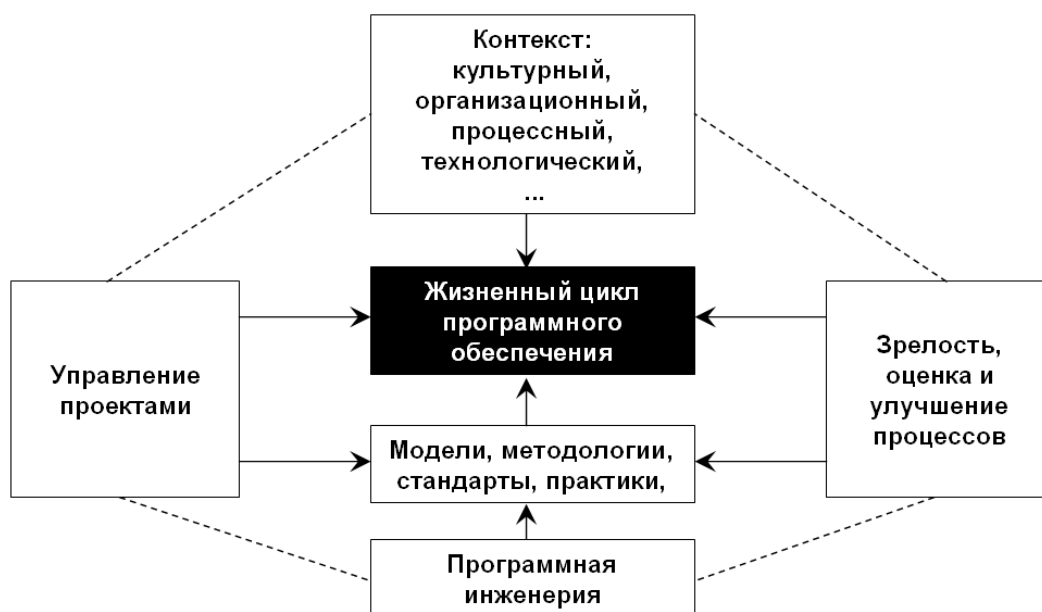 Контекст:
культурный,
организационный,
процессный,
технологический,
...
Жизненный цикл
программного
обеспечения
Управление
проектами
Зрелость,
оценка и
улучшение
процессов
Модели, методологии,
стандарты, практики,
Программная
инженерия